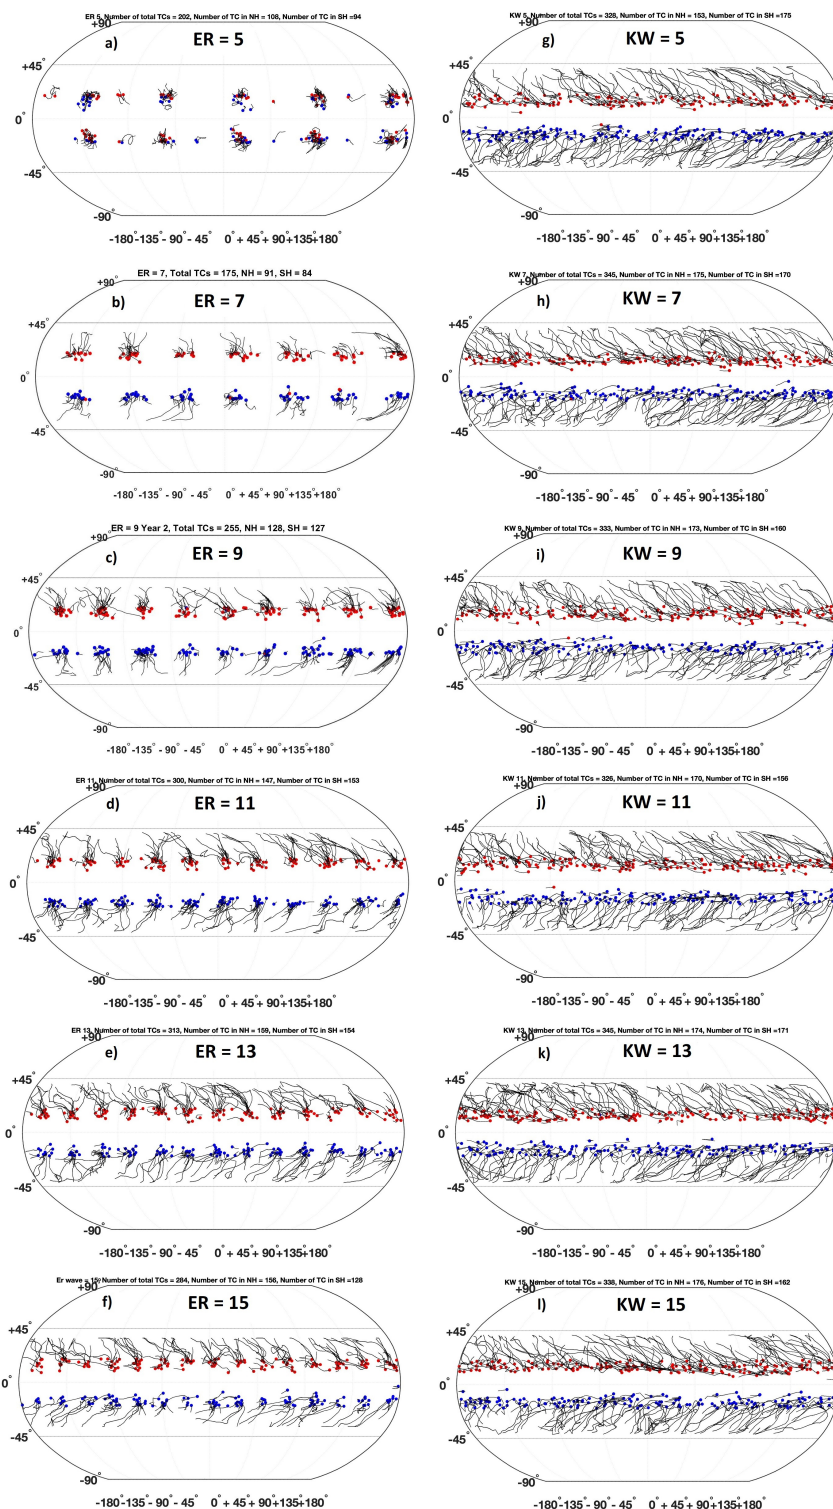 ER 5, Number of total TCs = 202, Number of TC in NH = 108, Number of TC in SH =94
+90°
a) ER = 5
+45°
0°
-45°
-90°
-180-135 - 90 - 45° 0 + 45 + 90 +135+180°
KW 5, Number of total TCs = 328, Number of TC in NH = 153, Number of TC in SH =175
+90°
g) KW = 5
+45°
0°
-45°
-90°
-180°-135°- 90°- 45° 0°+ 45°+ 90°+135°+180°
ER = 7, Total TCs = 175, NH = 91, SH = 84
+90°
b) ER = 7
+45°
0°
-45°
-90°
-180°-135°- 90°- 45° 0°+ 45°+ 90°+135°+180°
KW 7, Number of total TCs = 345, Number of TC in NH = 175, Number of TC in SH =170
+90°
h) KW = 7
+45°
0°
-45°
-90°
-180°-135°- 90°- 45° 0°+ 45°+ 90°+135°+180°
ER = 9 Year 2, Total TCs = 255, NH = 128, SH = 127
+90°
c) ER = 9
+45°
0°
-45°
-90°
-180°-135°- 90°- 45° 0°+ 45°+ 90°+135°+180°
KW 9, Number of total TCs = 333, Number of TC in NH = 173, Number of TC in SH =160
+90°
i) KW = 9
+45°
0°
-45°
-90°
-180°-135°- 90°- 45° 0°+ 45°+ 90°+135°+180°
ER 11, Number of total TCs = 300, Number of TC in NH = 147, Number of TC in SH =153
+90°
d) ER = 11
+45°
0°
-45°
-90°
-180°-135°- 90°- 45° 0°+ 45°+ 90°+135°+180°
KW 11, Number of total TCs = 326, Number of TC in NH = 170, Number of TC in SH =156
+90°
j) KW = 11
+45°
0°
-45°
-90°
-180°-135°- 90°- 45° 0°+ 45°+ 90°+135°+180°
ER 13, Number of total TCs = 313, Number of TC in NH = 159, Number of TC in SH =154
+90°
e) ER = 13
+45°
0°
-45°
-90°
-180°-135°- 90°- 45° 0°+ 45°+ 90°+135°+180°
KW 13, Number of total TCs = 345, Number of TC in NH = 174, Number of TC in SH =171
+90°
k) KW = 13
+45°
0°
-45°
-90°
-180°-135°- 90°- 45° 0°+ 45°+ 90°+135°+180°
Er wave = 15, Number of total TCs = 284, Number of TC in NH = 156, Number of TC in SH =128
+90°
f) ER = 15
+45°
0°
-45°
-90°
-180°-135°- 90°- 45° 0°+ 45°+ 90°+135°+180°
KW 15, Number of total TCs = 338, Number of TC in NH = 176, Number of TC in SH =162
+90°
l) KW = 15
+45°
0°
-45°
-90°
-180°-135°- 90°- 45° 0°+ 45°+ 90°+135°+180°